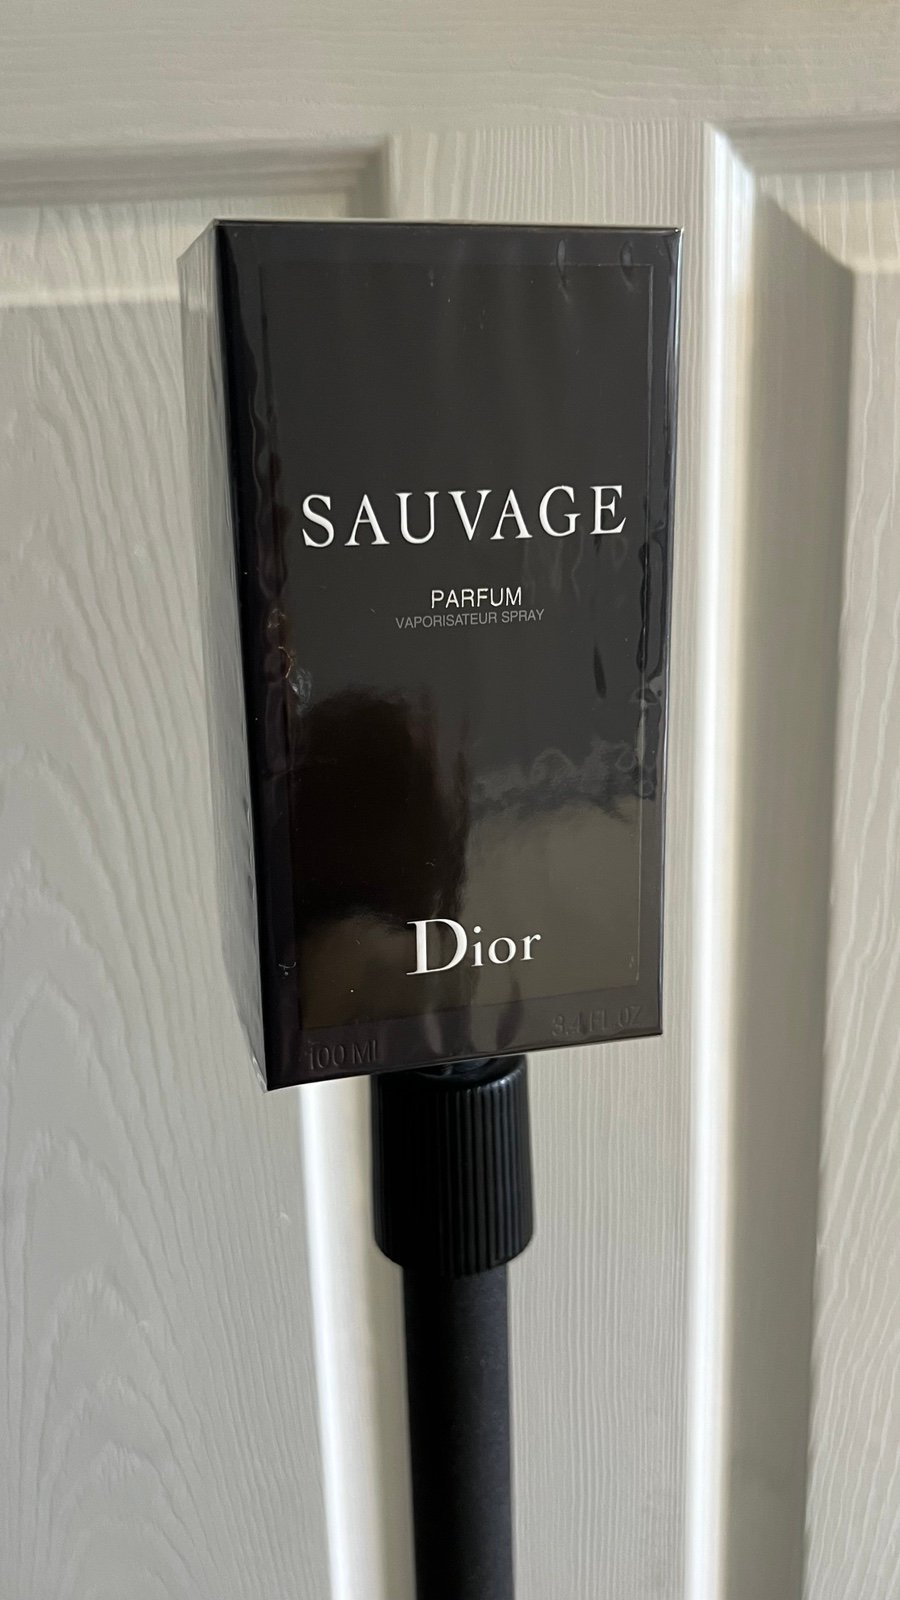 SAUVAGE
PARFUM
VAPORISATEUR SPRAY
Dior
100 ML 3.4 FL.OZ